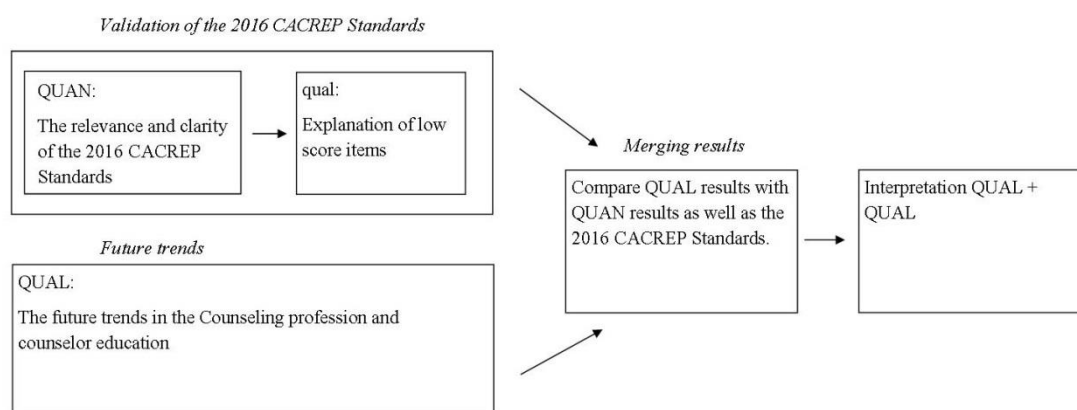 Validation of the 2016 CACREP Standards
QUAN:
The relevance and clarity
of the 2016 CACREP
Standards
qual:
Explanation of low
score items
Future trends
QUAL:
The future trends in the Counseling profession and
counselor education
Merging results
Compare QUAL results with
QUAN results as well as the
2016 CACREP Standards.
Interpretation QUAL +
QUAL